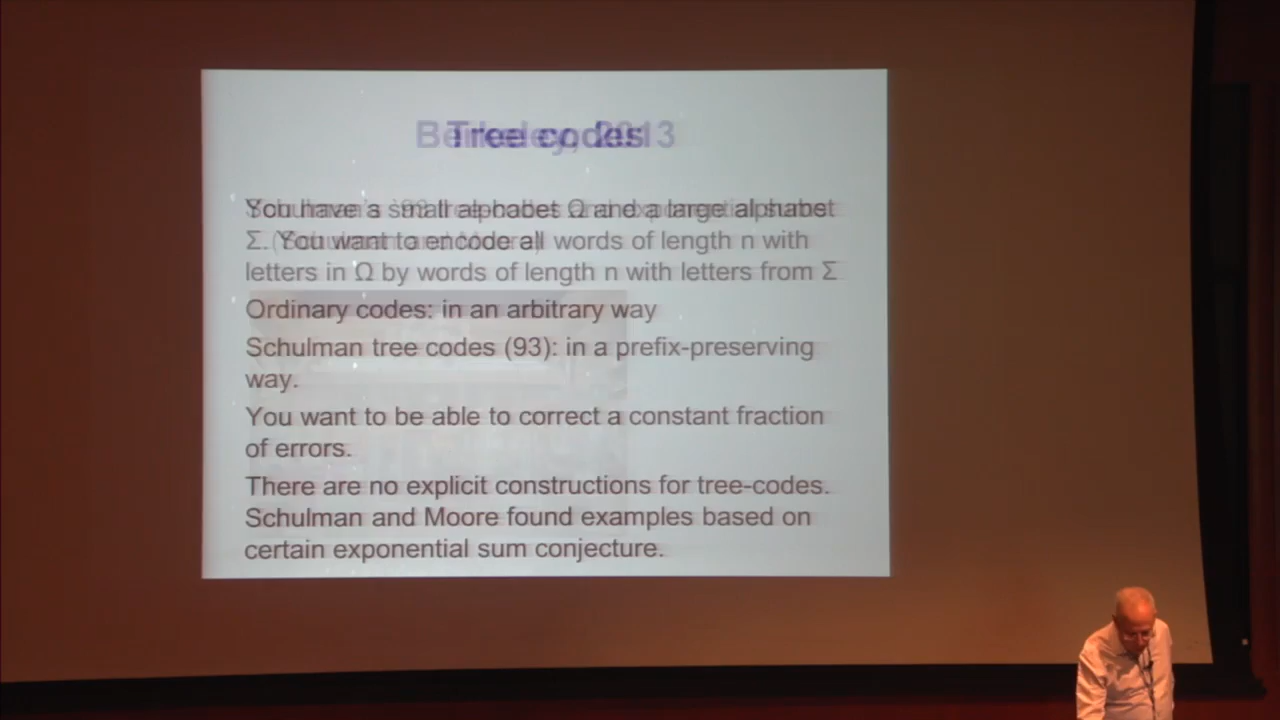 Tree codes
You have a small alphabet Ω and a large alphabet
Σ. You want to encode all words of length n with
letters in Ω by words of length n with letters from Σ
Ordinary codes: in an arbitrary way
Schulman tree codes (93): in a prefix-preserving
way.
You want to be able to correct a constant fraction
of errors.
There are no explicit constructions for tree-codes.
Schulman and Moore found examples based on
certain exponential sum conjecture.